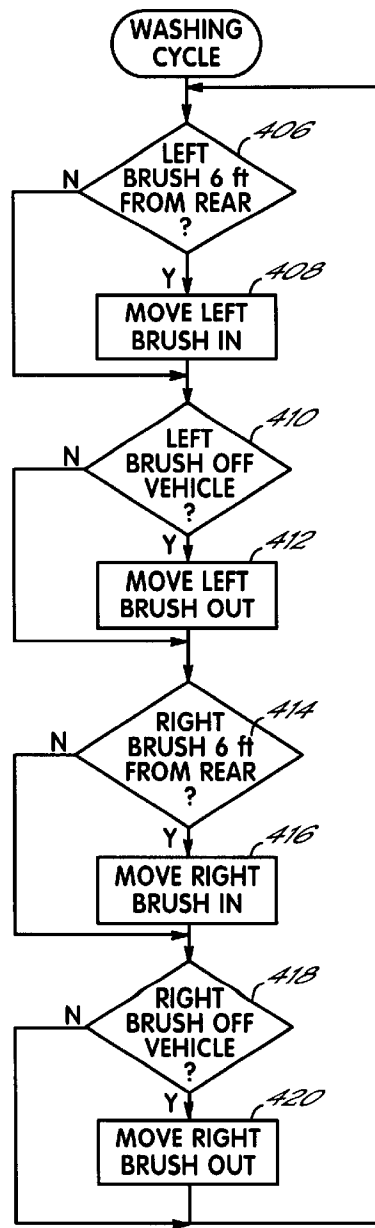 WASHING
CYCLE
406
LEFT
BRUSH 6 ft
FROM REAR
?
N
Y
408
MOVE LEFT
BRUSH IN
410
LEFT
BRUSH OFF
VEHICLE
?
N
Y
412
MOVE LEFT
BRUSH OUT
414
RIGHT
BRUSH 6 ft
FROM REAR
?
N
Y
416
MOVE RIGHT
BRUSH IN
418
RIGHT
BRUSH OFF
VEHICLE
?
N
Y
420
MOVE RIGHT
BRUSH OUT